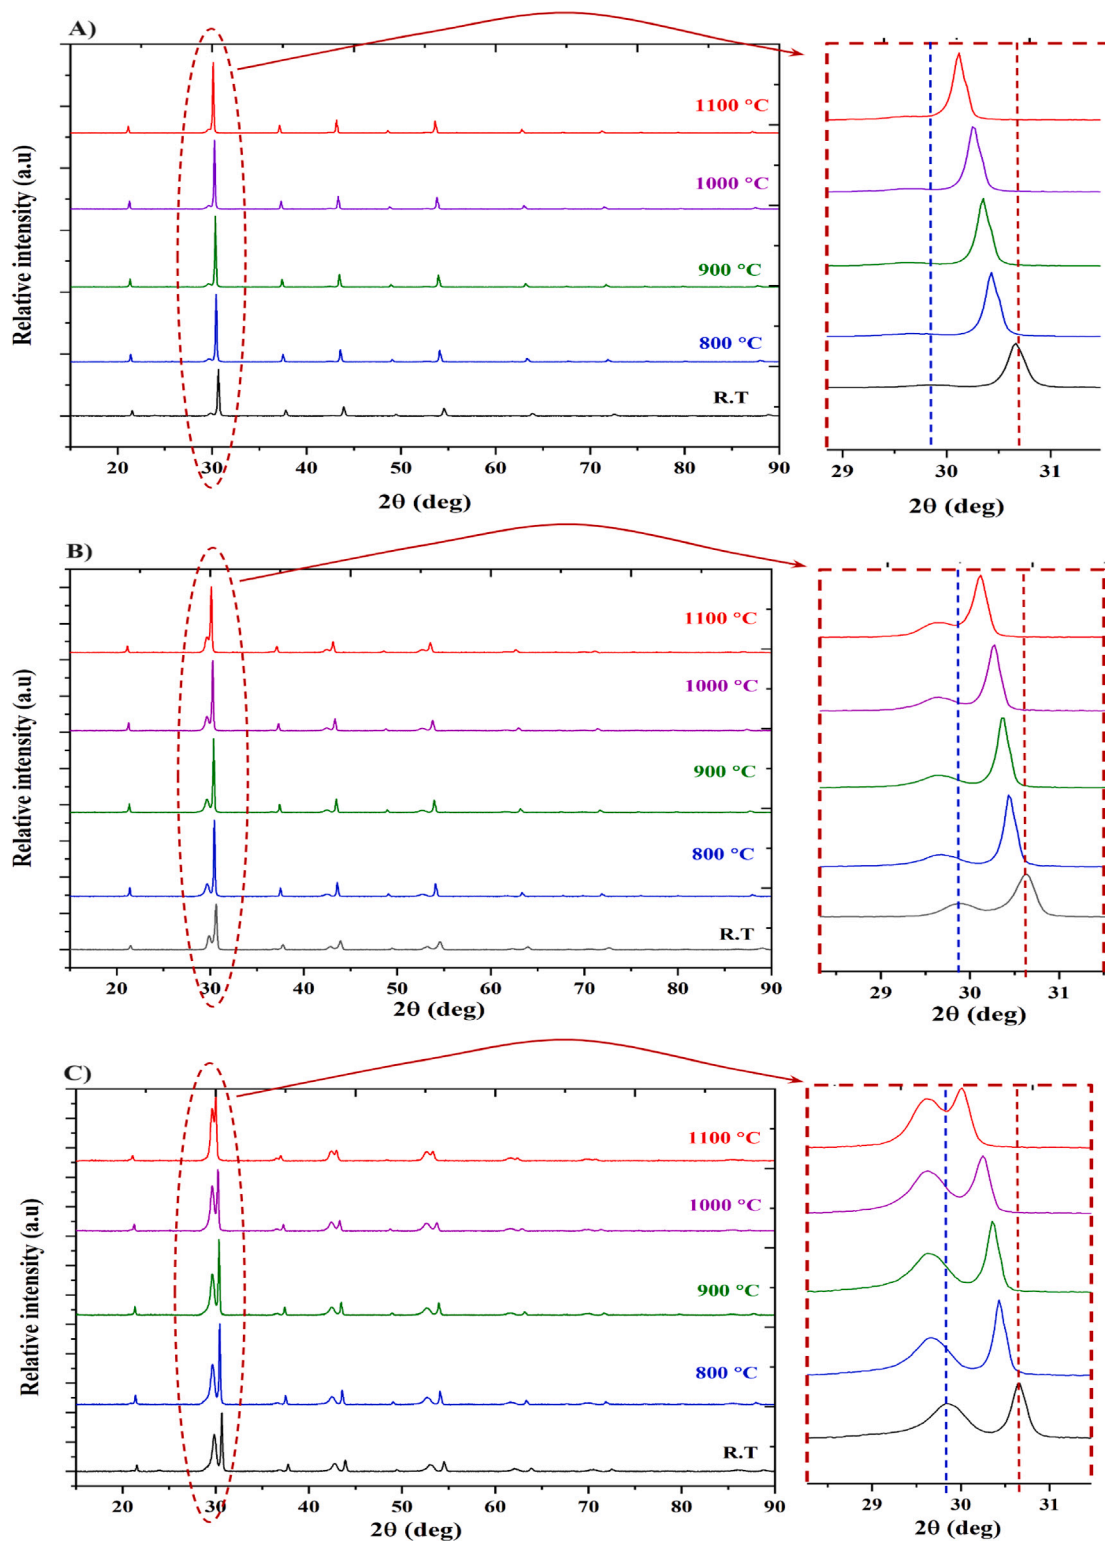 A)
Relative intensity (a.u)
1100 °C
1000 °C
900 °C
800 °C
R.T
20 30 40 50 60 70 80 90
2θ (deg)
29 30 31
2θ (deg)
B)
Relative intensity (a.u)
1100 °C
1000 °C
900 °C
800 °C
R.T
20 30 40 50 60 70 80 90
2θ (deg)
29 30 31
2θ (deg)
C)
Relative intensity (a.u)
1100 °C
1000 °C
900 °C
800 °C
R.T
20 30 40 50 60 70 80 90
2θ (deg)
29 30 31
2θ (deg)